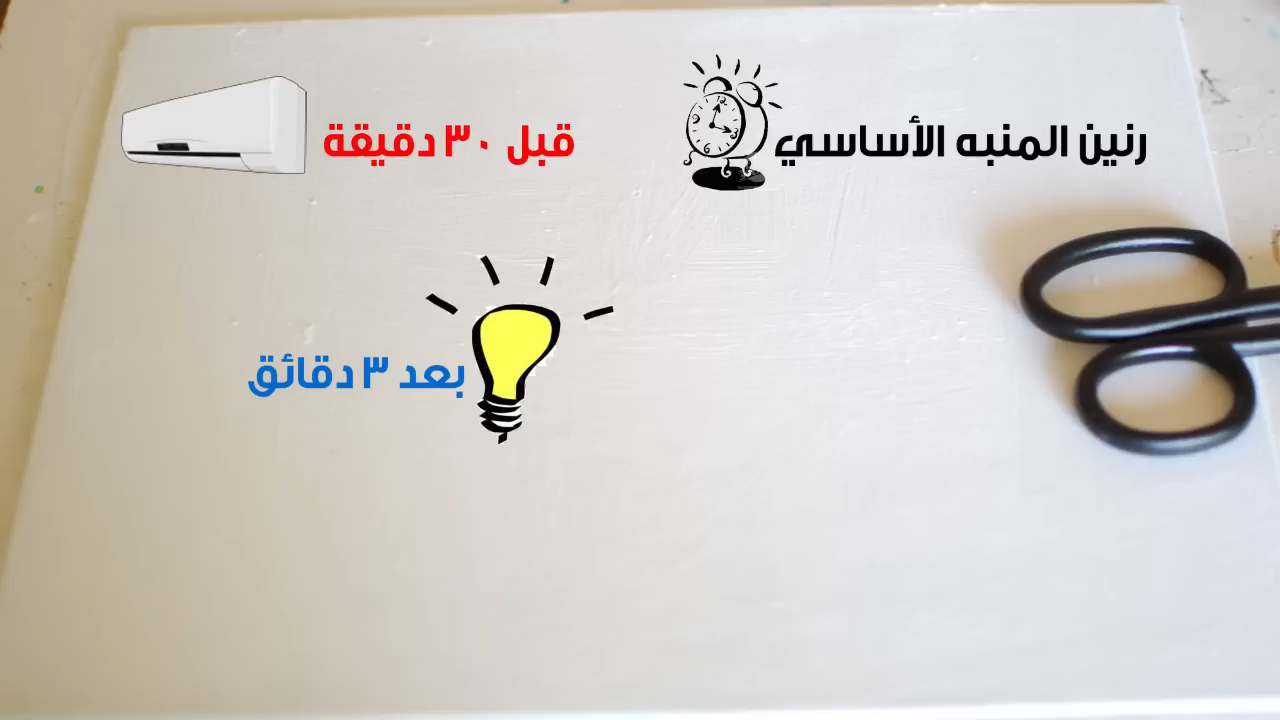 رنين المنبه الأساسي
قبل ٣٠ دقيقة
بعد ٣ دقائق